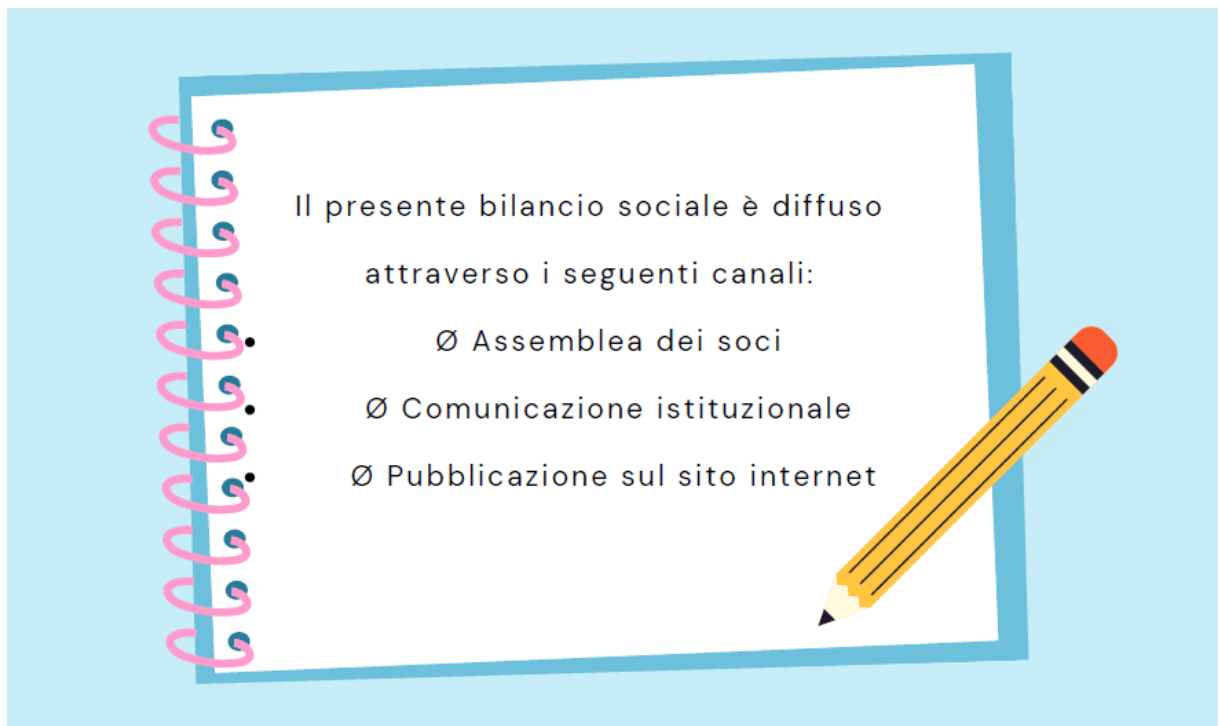 Il presente bilancio sociale è diffuso
attraverso i seguenti canali:
• Ø Assemblea dei soci
• Ø Comunicazione istituzionale
• Ø Pubblicazione sul sito internet